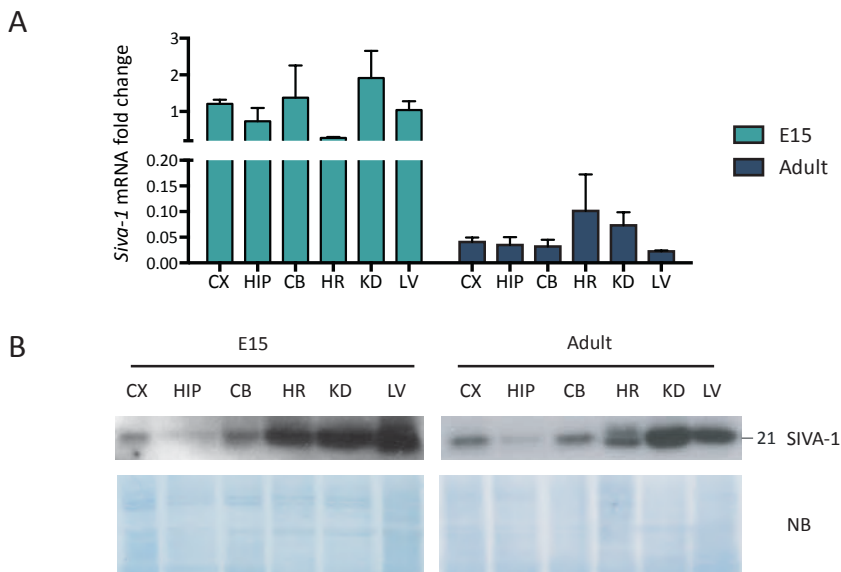 A
Siva-1 mRNA fold change
3
2
1
0.20
0.15
0.10
0.05
0.00
CX HIP CB HR KD LV CX HIP CB HR KD LV
E15
Adult
B
E15 Adult
CX HIP CB HR KD LV CX HIP CB HR KD LV
21 SIVA-1
NB